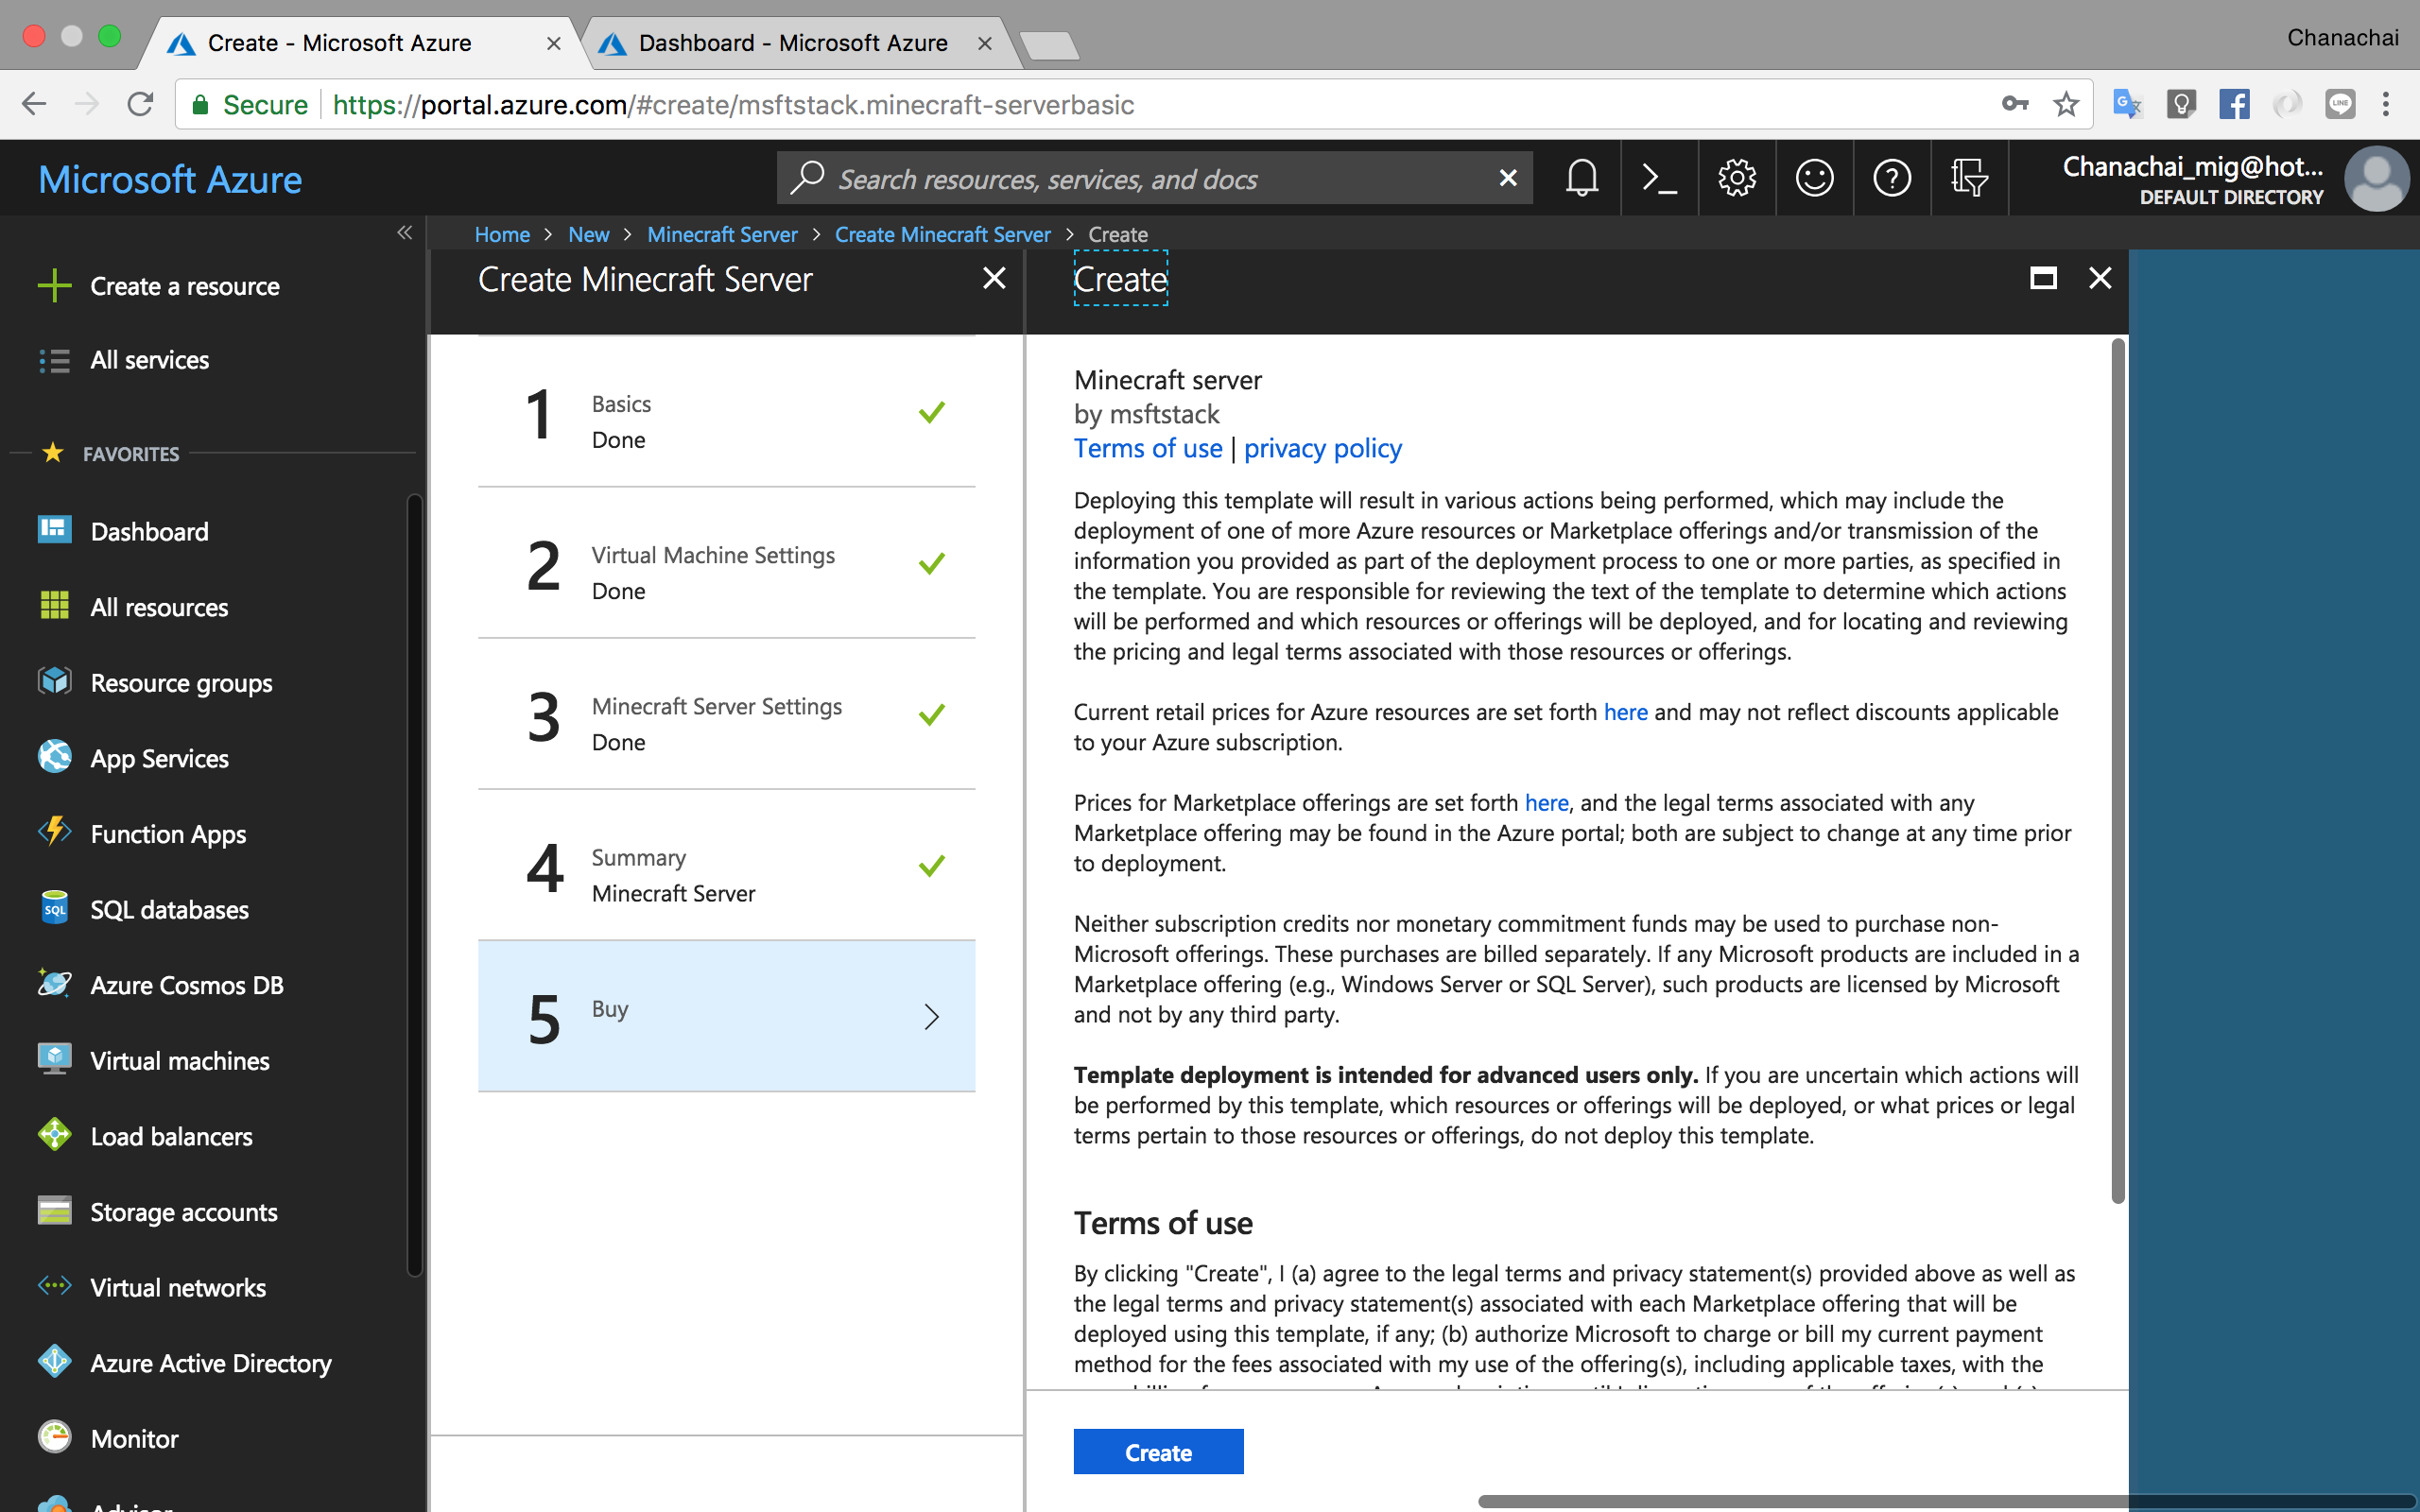 Create - Microsoft Azure
Dashboard - Microsoft Azure
Chanachai
Secure
https://portal.azure.com/#create/msftstack.minecraft-serverbasic
LINE
Microsoft Azure
Search resources, services, and docs
Chanachai_mig@hot...
DEFAULT DIRECTORY
Home > New > Minecraft Server > Create Minecraft Server > Create
Create a resource
All services
FAVORITES
Dashboard
All resources
Resource groups
App Services
Function Apps
SQL databases
Azure Cosmos DB
Virtual machines
Load balancers
Storage accounts
Virtual networks
Azure Active Directory
Monitor
Advisor
Create Minecraft Server
1 Basics
Done
2 Virtual Machine Settings
Done
3 Minecraft Server Settings
Done
4 Summary
Minecraft Server
5 Buy
Create
Minecraft server
by msftstack
Terms of use | privacy policy
Deploying this template will result in various actions being performed, which may include the
deployment of one of more Azure resources or Marketplace offerings and/or transmission of the
information you provided as part of the deployment process to one or more parties, as specified in
the template. You are responsible for reviewing the text of the template to determine which actions
will be performed and which resources or offerings will be deployed, and for locating and reviewing
the pricing and legal terms associated with those resources or offerings.
Current retail prices for Azure resources are set forth here and may not reflect discounts applicable
to your Azure subscription.
Prices for Marketplace offerings are set forth here, and the legal terms associated with any
Marketplace offering may be found in the Azure portal; both are subject to change at any time prior
to deployment.
Neither subscription credits nor monetary commitment funds may be used to purchase non-
Microsoft offerings. These purchases are billed separately. If any Microsoft products are included in a
Marketplace offering (e.g., Windows Server or SQL Server), such products are licensed by Microsoft
and not by any third party.
Template deployment is intended for advanced users only. If you are uncertain which actions will
be performed by this template, which resources or offerings will be deployed, or what prices or legal
terms pertain to those resources or offerings, do not deploy this template.
Terms of use
By clicking "Create", I (a) agree to the legal terms and privacy statement(s) provided above as well as
the legal terms and privacy statement(s) associated with each Marketplace offering that will be
deployed using this template, if any; (b) authorize Microsoft to charge or bill my current payment
method for the fees associated with my use of the offering(s), including applicable taxes, with the
Create